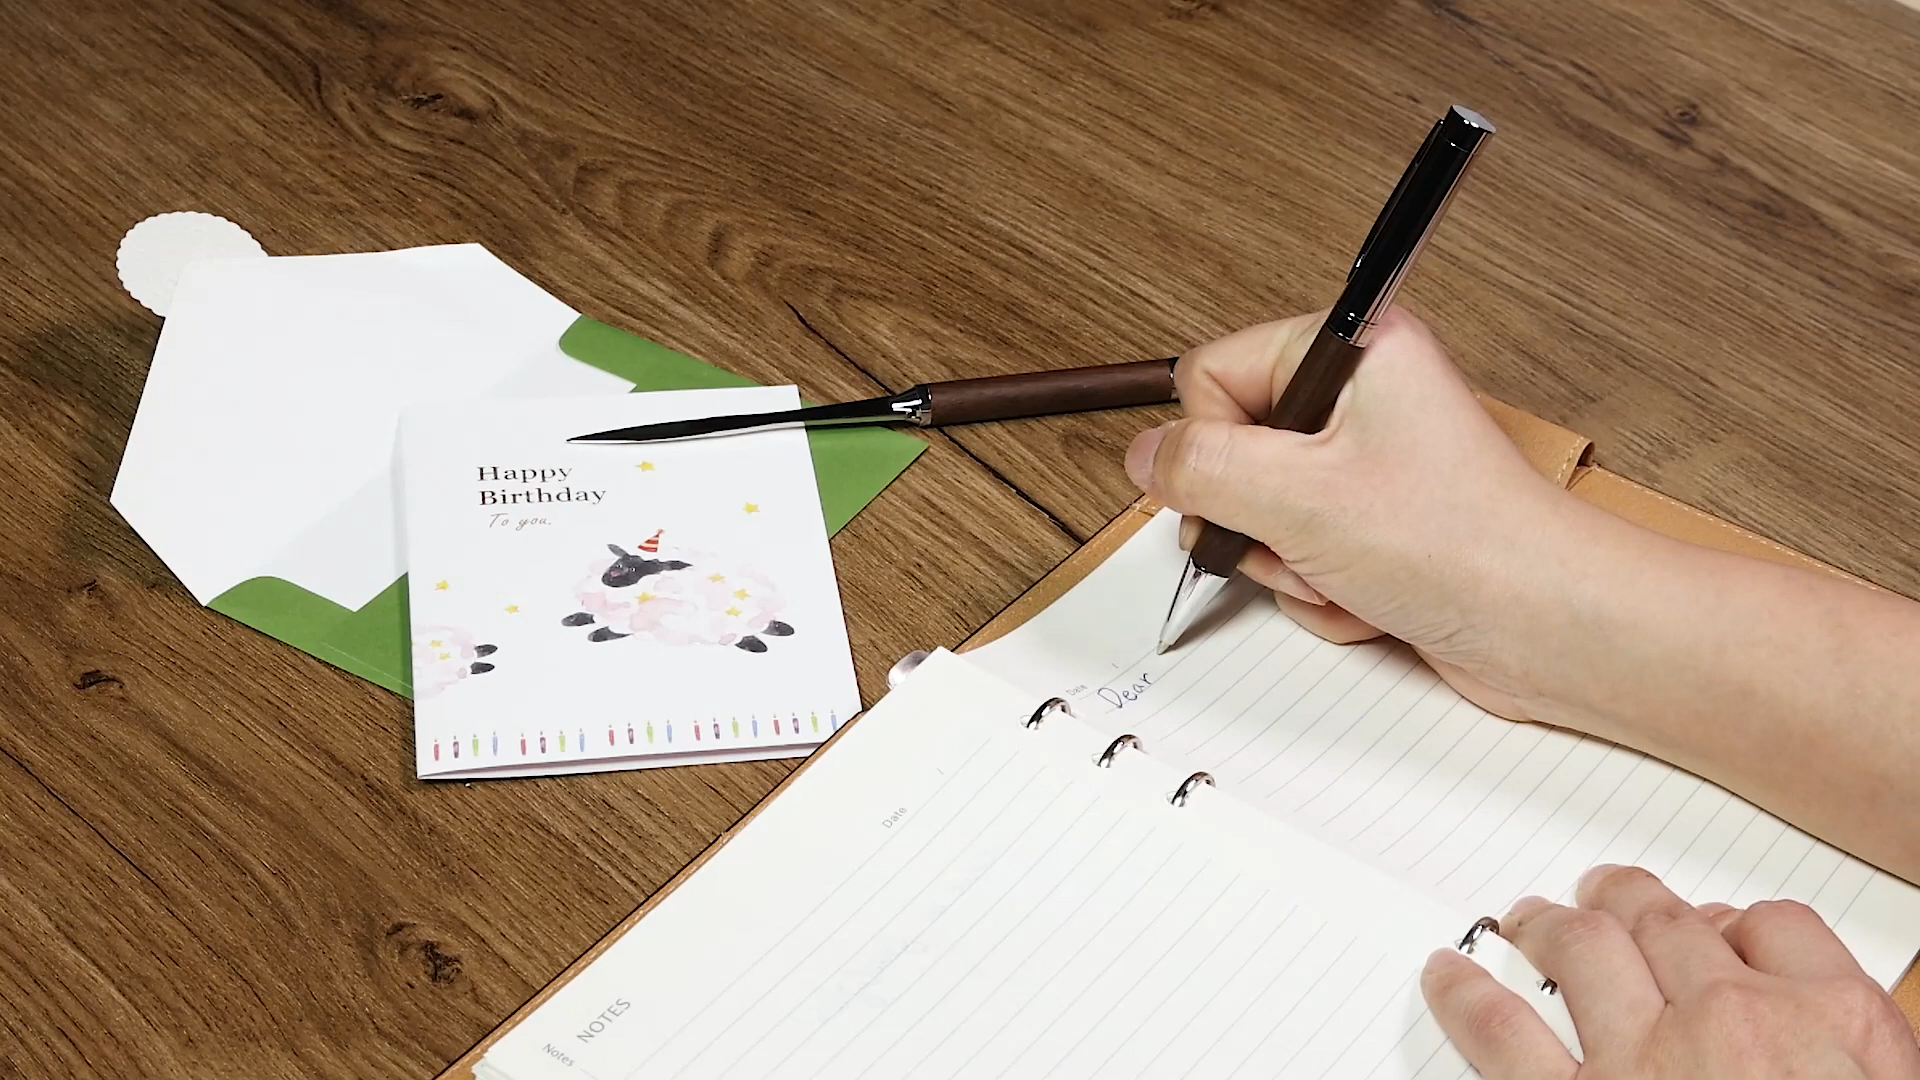 Happy
Birthday
To you.
Date
Dear
Date
NOTES
Notes